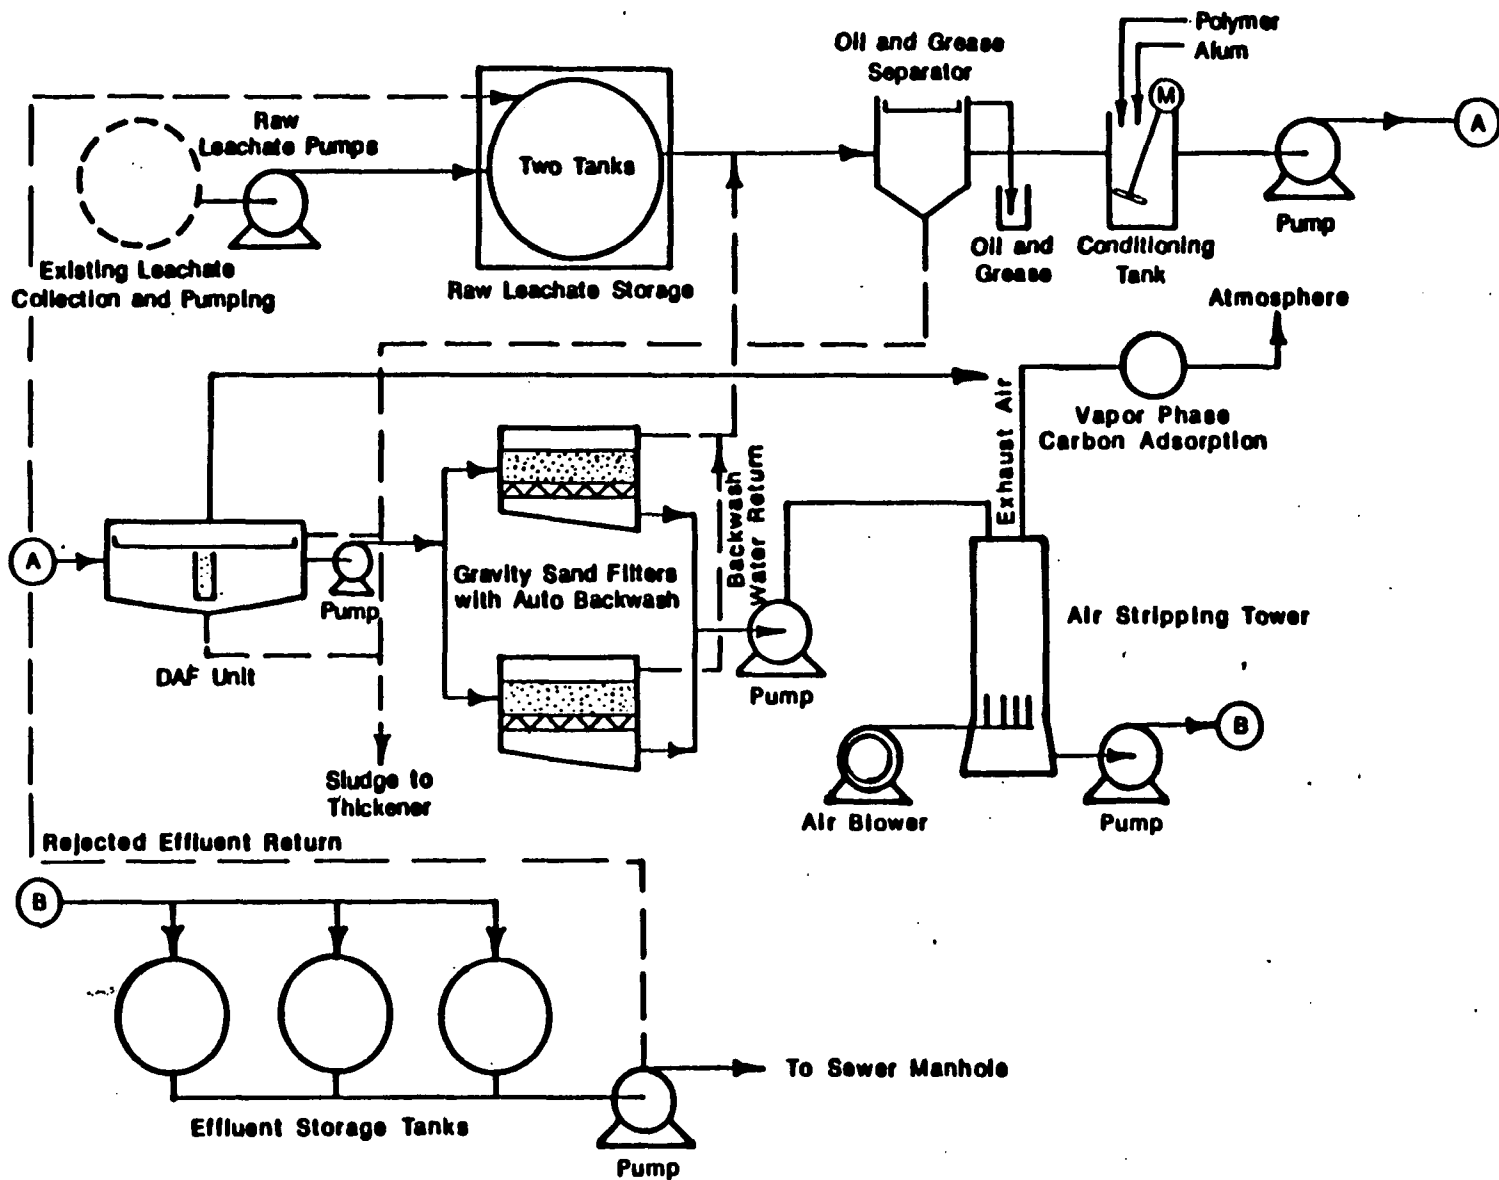 Polymer
Alum
Oil and Grease
Separator
M
A
Raw
Leachate Pumps
Two Tanks
Pump
Existing Leachate
Collection and Pumping
Raw Leachate Storage
Oil and
Grease
Conditioning
Tank
Atmosphere
Exhaust Air
Vapor Phase
Carbon Adsorption
Backwash
Water Return
A
Gravity Sand Filters
with Auto Backwash
Pump
DAF Unit
Air Stripping Tower
Pump
B
Sludge to
Thickener
Air Blower
Pump
Rejected Effluent Return
B
To Sewer Manhole
Effluent Storage Tanks
Pump